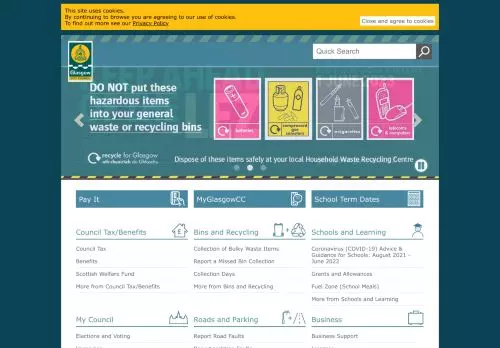 This site uses cookies.
By continuing to browse you are agreeing to our use of cookies.
To find out more see our Privacy Policy
Close and agree to cookies
Glasgow
CITY COUNCIL
Quick Search
DO NOT put these
hazardous items
into your general
waste or recycling bins
batteries
compressed gas canisters
ecigarettes
telecoms & computers
recycle for Glasgow
Dispose of these items safely at your local Household Waste Recycling Centre
Pay It
MyGlasgowCC
School Term Dates
Council Tax/Benefits
Council Tax
Benefits
Scottish Welfare Fund
More from Council Tax/Benefits
Bins and Recycling
Collection of Bulky Waste Items
Report a Missed Bin Collection
Collection Days
More from Bins and Recycling
Schools and Learning
Coronavirus (COVID-19) Advice &
Guidance for Schools: August 2021 -
June 2022
Grants and Allowances
Fuel Zone (School Meals)
More from Schools and Learning
My Council
Elections and Voting
Roads and Parking
Report Road Faults
Business
Business Support